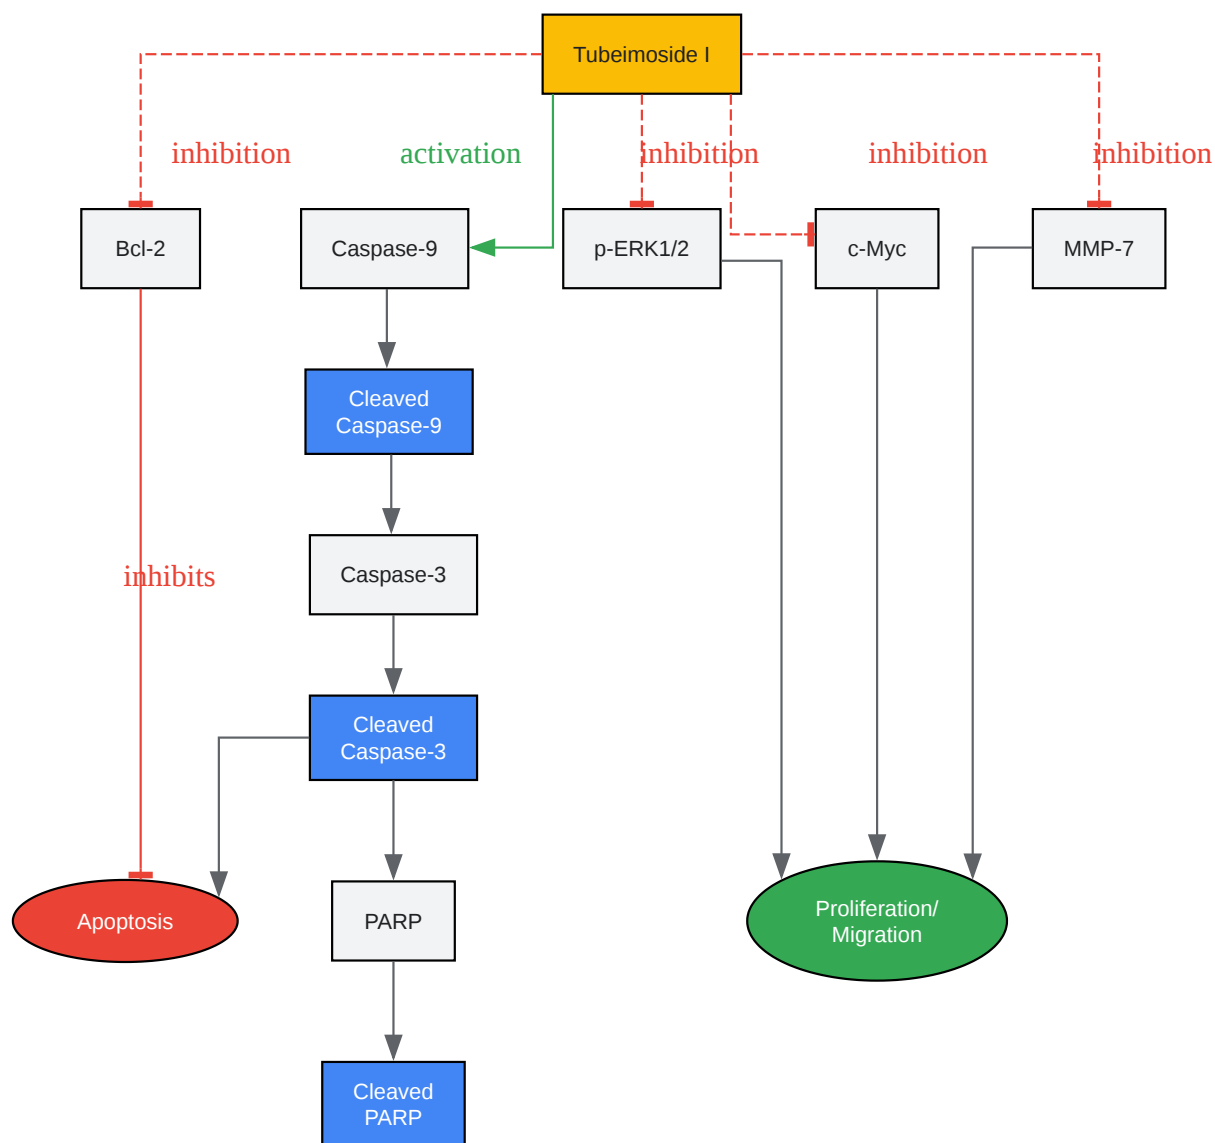 Tubeimoside I
inhibition
activation
inhibition
inhibition
inhibition
Bcl-2
Caspase-9
p-ERK1/2
c-Myc
MMP-7
Cleaved
Caspase-9
inhibits
Caspase-3
Cleaved
Caspase-3
Apoptosis
PARP
Proliferation/
Migration
Cleaved
PARP